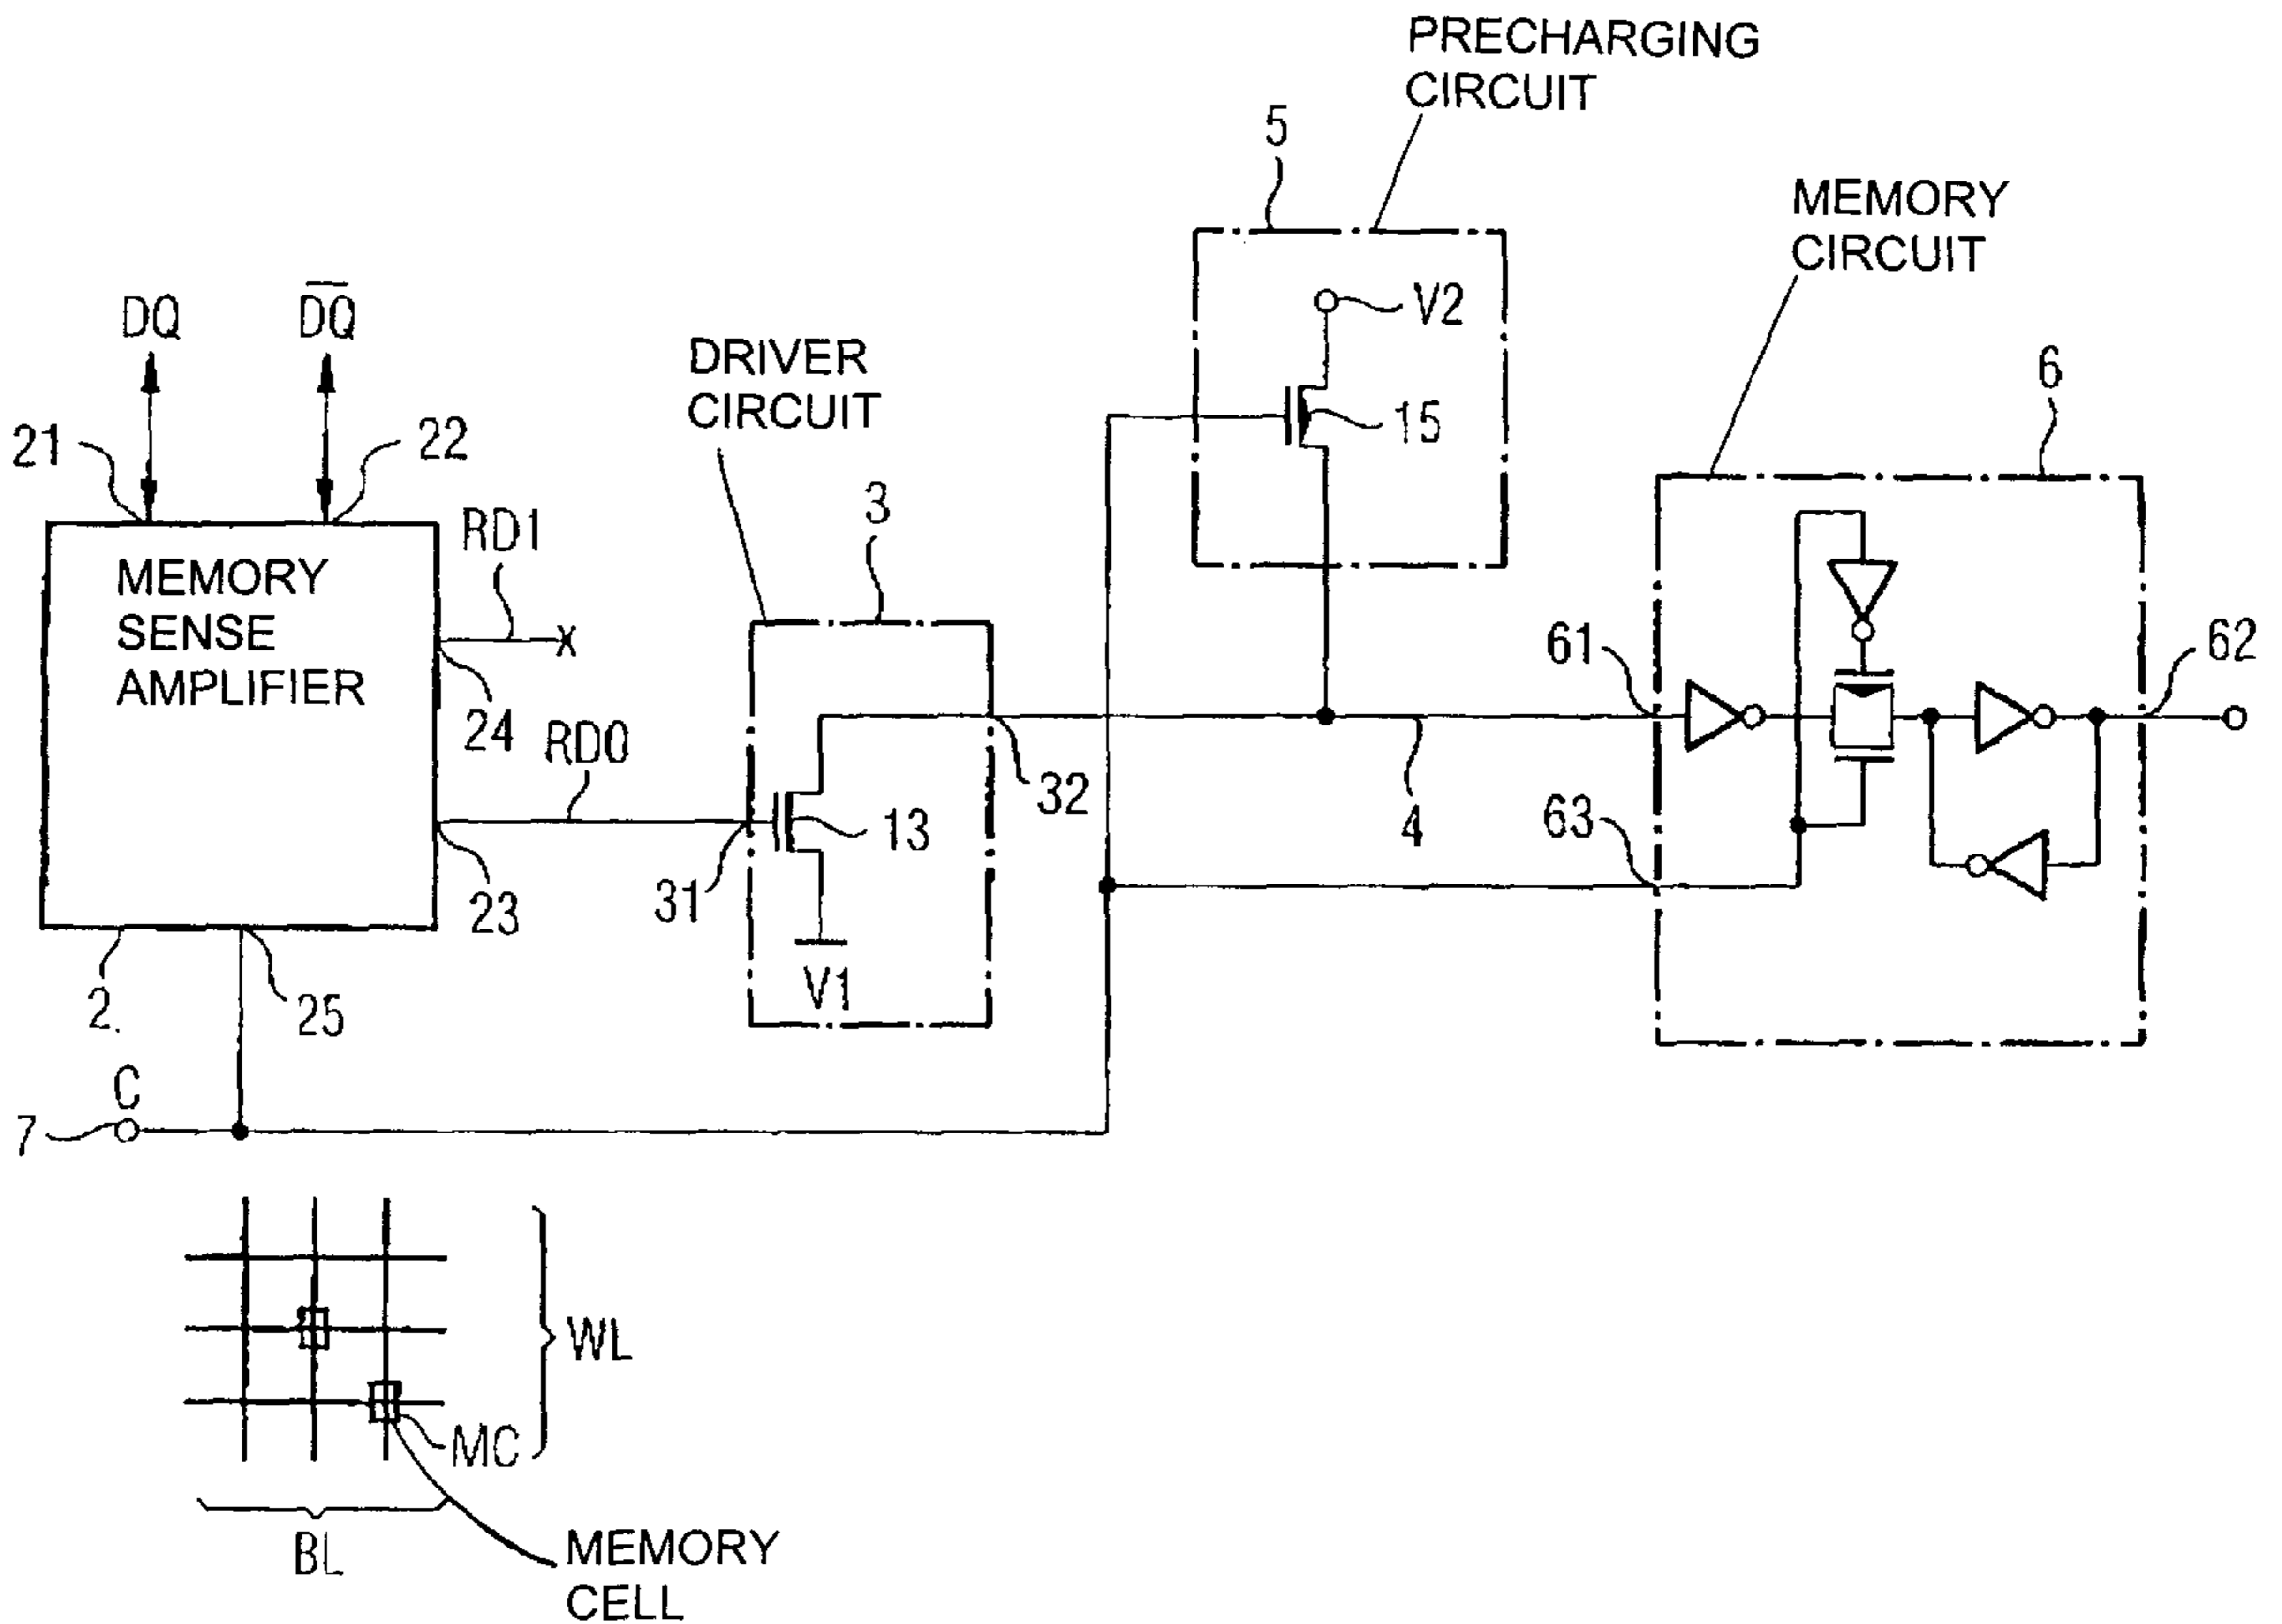 PRECHARGING
CIRCUIT
5
MEMORY
CIRCUIT
V2
DQ
D̅Q̅
DRIVER
CIRCUIT
6
15
21
22
3
RD1
MEMORY
SENSE
AMPLIFIER
61
62
24
RD0
32
4
63
13
31
23
V1
2
25
C
7
WL
MC
BL
MEMORY
CELL
X